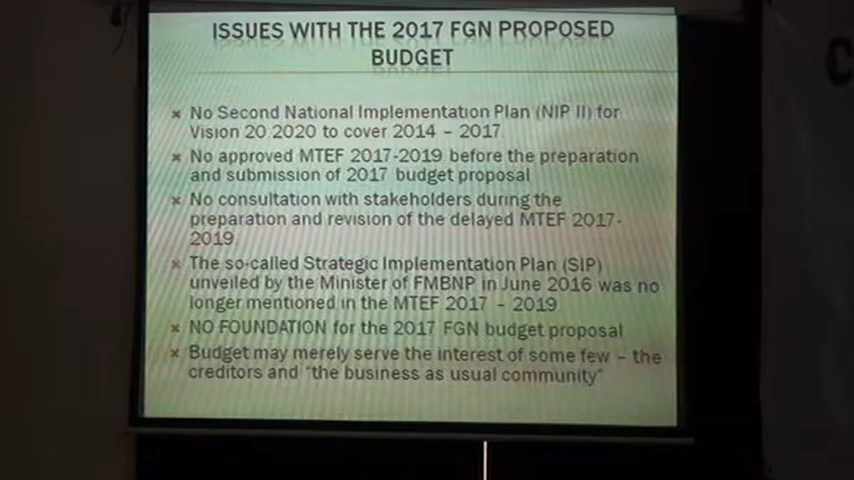 ISSUES WITH THE 2017 FGN PROPOSED
BUDGET
No Second National Implementation Plan (NIP II) for
Vision 20.2020 to cover 2014 – 2017
No approved MTEF 2017-2019 before the preparation
and submission of 2017 budget proposal
No consultation with stakeholders during the
preparation and revision of the delayed MTEF 2017-
2019.
The so-called Strategic Implementation Plan (SIP)
unveiled by the Minister of FMBNP in June 2016 was no
longer mentioned in the MTEF 2017 – 2019
NO FOUNDATION for the 2017 FGN budget proposal
Budget may merely serve the interest of some few – the
creditors and "the business as usual community"